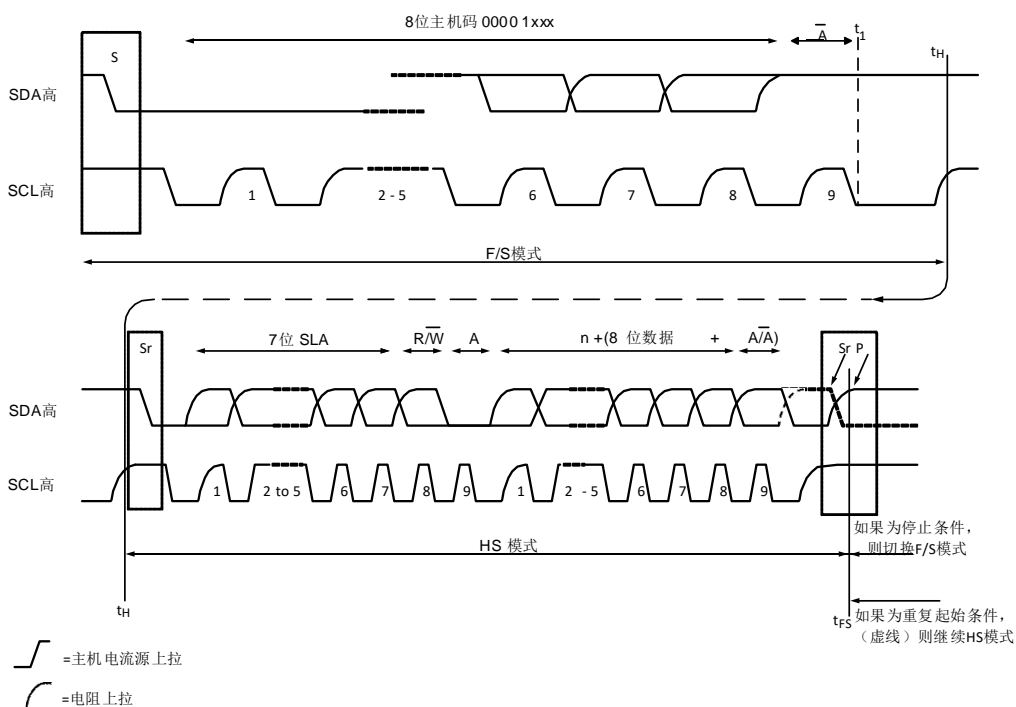 8位主机码 0000 1xxx
A
t1
S
tH
SDA高
SCL高
1
2 - 5
6
7
8
9
F/S模式
Sr
7位 SLA
R/W
A
n +(8 位数据 +
A/A)
Sr P
SDA高
SCL高
1
2 to 5
6
7
8
9
1
2 - 5
6
7
8
9
如果为停止条件,
则切换F/S模式
HS 模式
tH
tFS
如果为重复起始条件,
（虚线）则继续HS模式
=主机电流源上拉
=电阻上拉